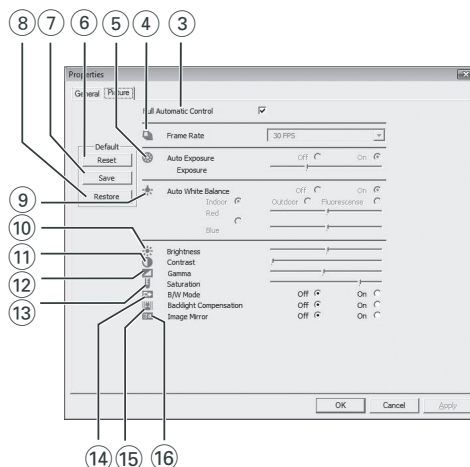 8 7 6 5 4 3
Properties
General Picture
Full Automatic Control
Frame Rate 30 FPS
Default
Reset
Save
Restore
Auto Exposure Off On
Exposure
9
Auto White Balance Off On
Indoor Outdoor Fluorescense
Red
Blue
10 Brightness
11 Contrast
12 Gamma
13 Saturation
B/W Mode Off On
Backlight Compensation Off On
Image Mirror Off On
OK Cancel Apply
14 15 16